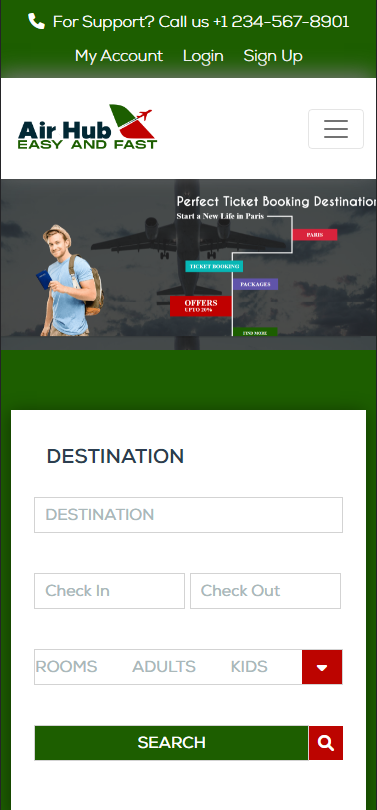 For Support? Call us +1 234-567-8901
My Account Login Sign Up
Air Hub
EASY AND FAST
Perfect Ticket Booking Destination
Start a New Life in Paris
PARIS
TICKET BOOKING
PACKAGES
OFFERS
UPTO 20%
FIND MORE
DESTINATION
DESTINATION
Check In Check Out
ROOMS ADULTS KIDS
SEARCH